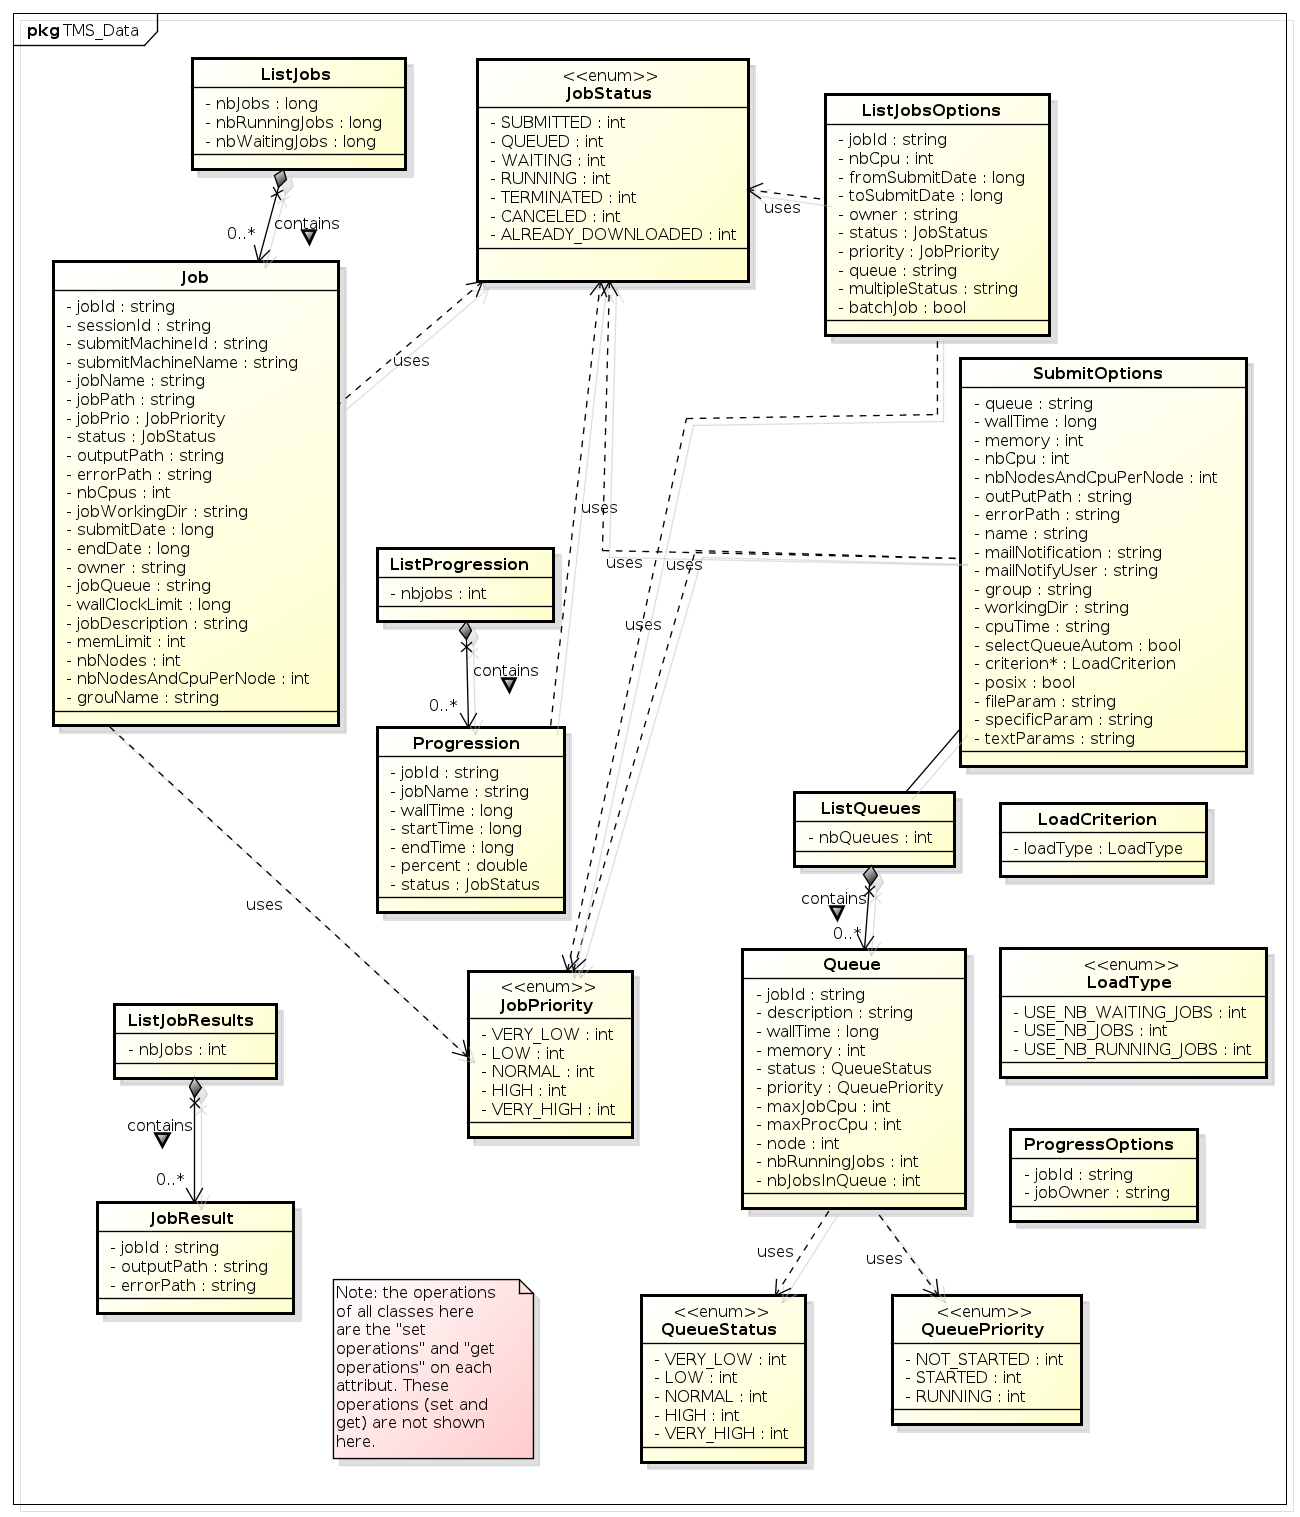 pkg TMS_Data
ListJobs
- nbJobs : long
- nbRunningJobs : long
- nbWaitingJobs : long
contains
0..*
<<enum>>
JobStatus
- SUBMITTED : int
- QUEUED : int
- WAITING : int
- RUNNING : int
- TERMINATED : int
- CANCELED : int
- ALREADY_DOWNLOADED : int
ListJobsOptions
- jobId : string
- nbCpu : int
- fromSubmitDate : long
- toSubmitDate : long
- owner : string
- status : JobStatus
- priority : JobPriority
- queue : string
- multipleStatus : string
- batchJob : bool
uses
Job
- jobId : string
- sessionId : string
- submitMachineId : string
- submitMachineName : string
- jobName : string
- jobPath : string
- jobPrio : JobPriority
- status : JobStatus
- outputPath : string
- errorPath : string
- nbCpus : int
- jobWorkingDir : string
- submitDate : long
- endDate : long
- owner : string
- jobQueue : string
- wallClockLimit : long
- jobDescription : string
- memLimit : int
- nbNodes : int
- nbNodesAndCpuPerNode : int
- grouName : string
uses
SubmitOptions
- queue : string
- wallTime : long
- memory : int
- nbCpu : int
- nbNodesAndCpuPerNode : int
- outPutPath : string
- errorPath : string
- name : string
- mailNotification : string
- mailNotifyUser : string
- group : string
- workingDir : string
- cpuTime : string
- selectQueueAutom : bool
- criterion* : LoadCriterion
- posix : bool
- fileParam : string
- specificParam : string
- textParams : string
uses
uses
uses
uses
ListProgression
- nbjobs : int
contains
0..*
Progression
- jobId : string
- jobName : string
- wallTime : long
- startTime : long
- endTime : long
- percent : double
- status : JobStatus
ListQueues
- nbQueues : int
contains
0..*
LoadCriterion
- loadType : LoadType
uses
<<enum>>
JobPriority
- VERY_LOW : int
- LOW : int
- NORMAL : int
- HIGH : int
- VERY_HIGH : int
Queue
- jobId : string
- description : string
- wallTime : long
- memory : int
- status : QueueStatus
- priority : QueuePriority
- maxJobCpu : int
- maxProcCpu : int
- node : int
- nbRunningJobs : int
- nbJobsInQueue : int
<<enum>>
LoadType
- USE_NB_WAITING_JOBS : int
- USE_NB_JOBS : int
- USE_NB_RUNNING_JOBS : int
ListJobResults
- nbJobs : int
contains
0..*
JobResult
- jobId : string
- outputPath : string
- errorPath : string
ProgressOptions
- jobId : string
- jobOwner : string
uses
uses
Note: the operations
of all classes here
are the "set
operations" and "get
operations" on each
attribut. These
operations (set and
get) are not shown
here.
<<enum>>
QueueStatus
- VERY_LOW : int
- LOW : int
- NORMAL : int
- HIGH : int
- VERY_HIGH : int
<<enum>>
QueuePriority
- NOT_STARTED : int
- STARTED : int
- RUNNING : int